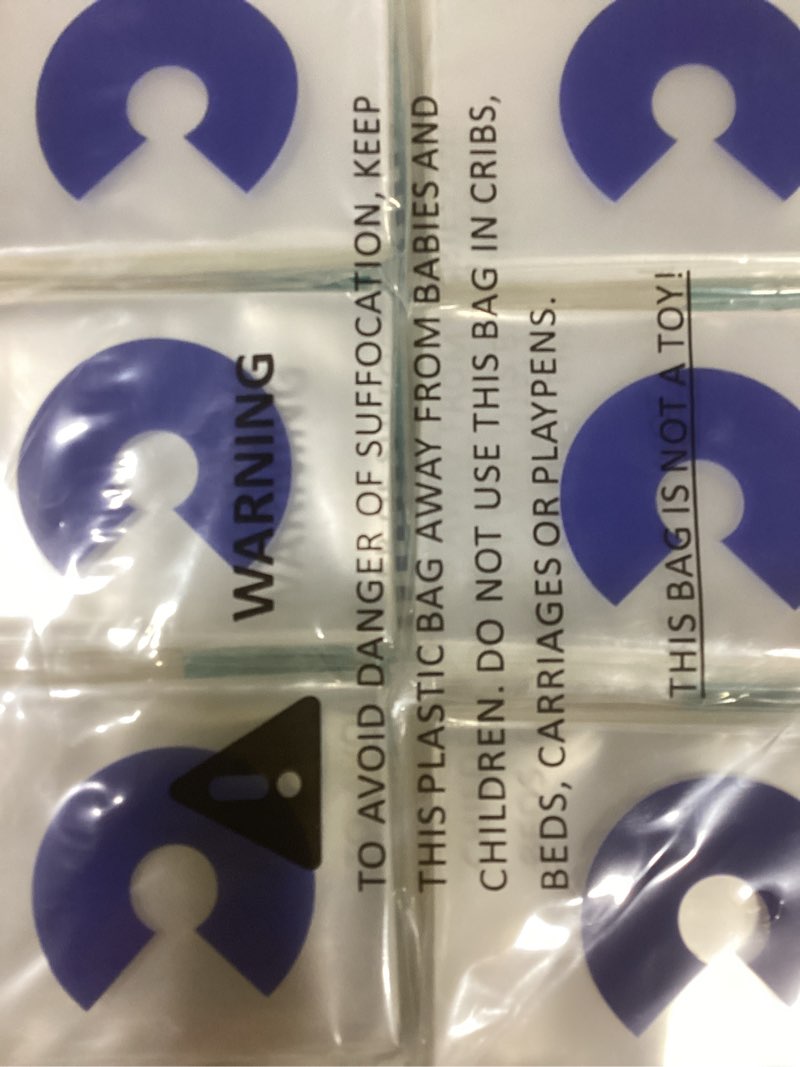 WARNING
TO AVOID DANGER OF SUFFOCATION, KEEP
THIS PLASTIC BAG AWAY FROM BABIES AND
CHILDREN. DO NOT USE THIS BAG IN CRIBS,
BEDS, CARRIAGES OR PLAYPENS.
THIS BAG IS NOT A TOY!